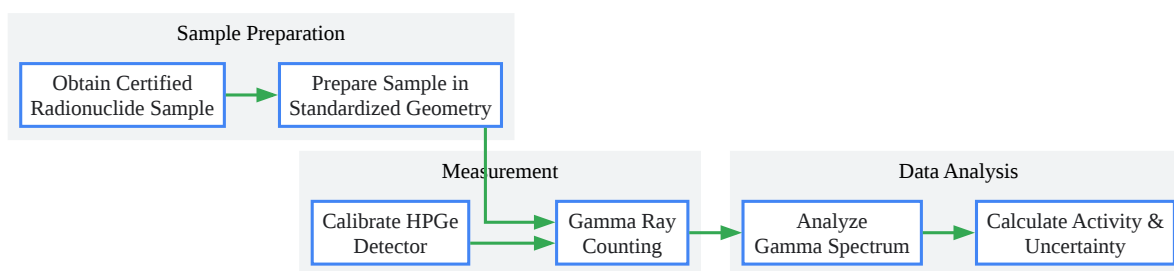 Sample Preparation
Obtain Certified
Radionuclide Sample
Prepare Sample in
Standardized Geometry
Measurement
Calibrate HPGe
Detector
Gamma Ray
Counting
Data Analysis
Analyze
Gamma Spectrum
Calculate Activity &
Uncertainty